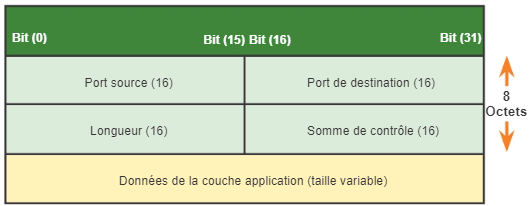 Bit (0) Bit (15) Bit (16) Bit (31)
Port source (16) Port de destination (16)
Longueur (16) Somme de contrôle (16)
8
Octets
Données de la couche application (taille variable)